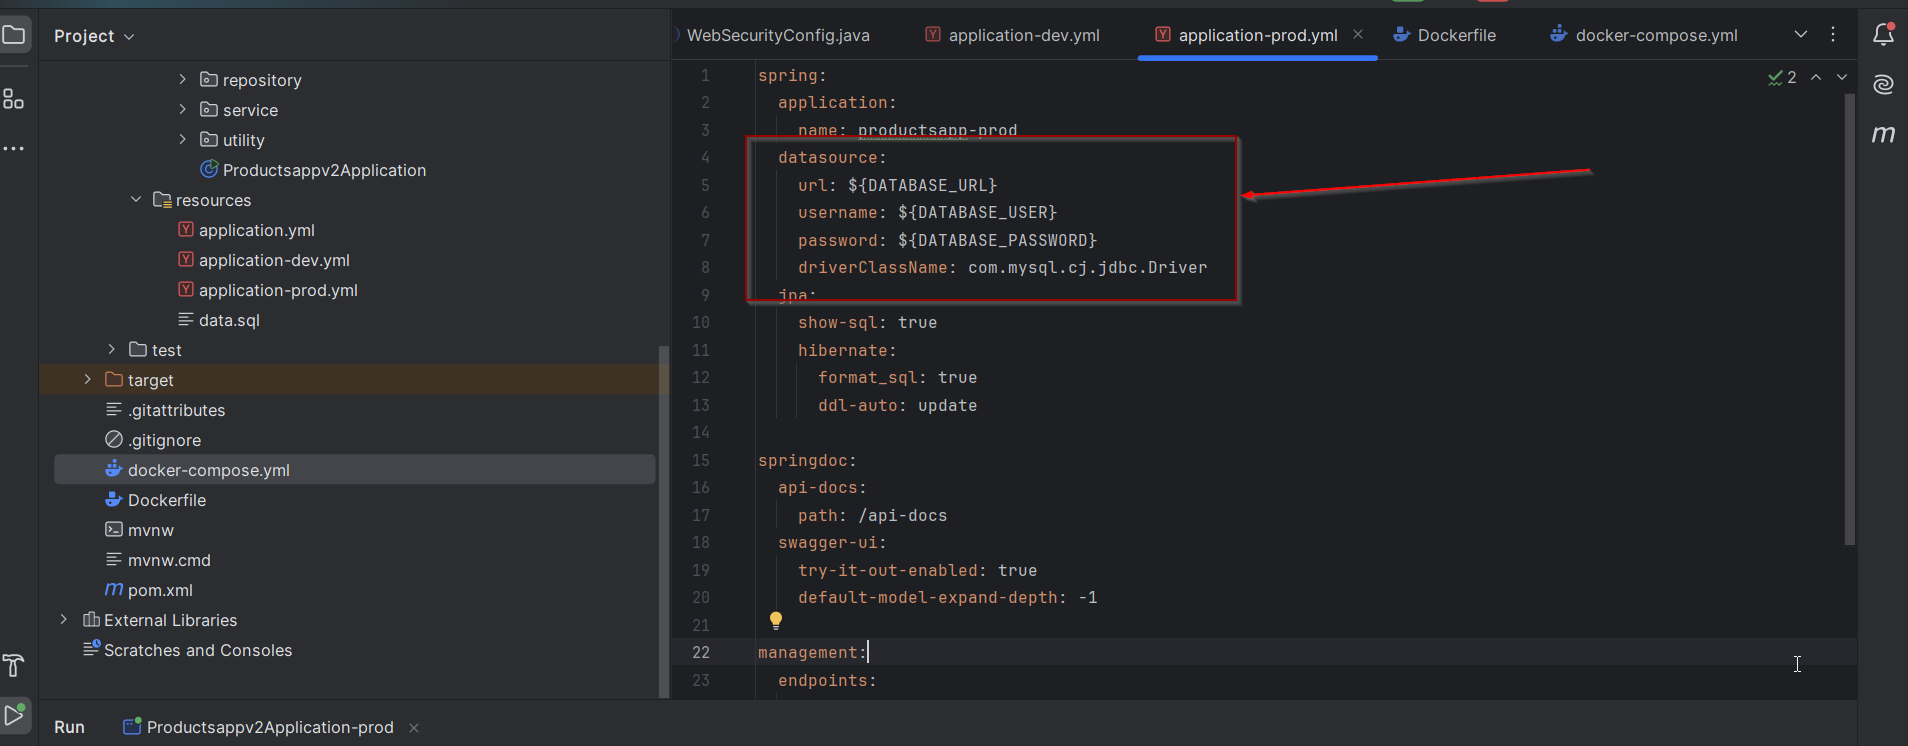 Project
repository
service
utility
Productsappv2Application
resources
application.yml
application-dev.yml
application-prod.yml
data.sql
test
target
.gitattributes
.gitignore
docker-compose.yml
Dockerfile
mvnw
mvnw.cmd
m pom.xml
External Libraries
Scratches and Consoles
WebSecurityConfig.java application-dev.yml application-prod.yml Dockerfile docker-compose.yml
2
1 spring:
2 application:
3 name: productsapp-prod
4 datasource:
5 url: ${DATABASE_URL}
6 username: ${DATABASE_USER}
7 password: ${DATABASE_PASSWORD}
8 driverClassName: com.mysql.cj.jdbc.Driver
9 jpa:
10 show-sql: true
11 hibernate:
12 format_sql: true
13 ddl-auto: update
14
15 springdoc:
16 api-docs:
17 path: /api-docs
18 swagger-ui:
19 try-it-out-enabled: true
20 default-model-expand-depth: -1
21
22 management:
23 endpoints:
m
Run Productsappv2Application-prod